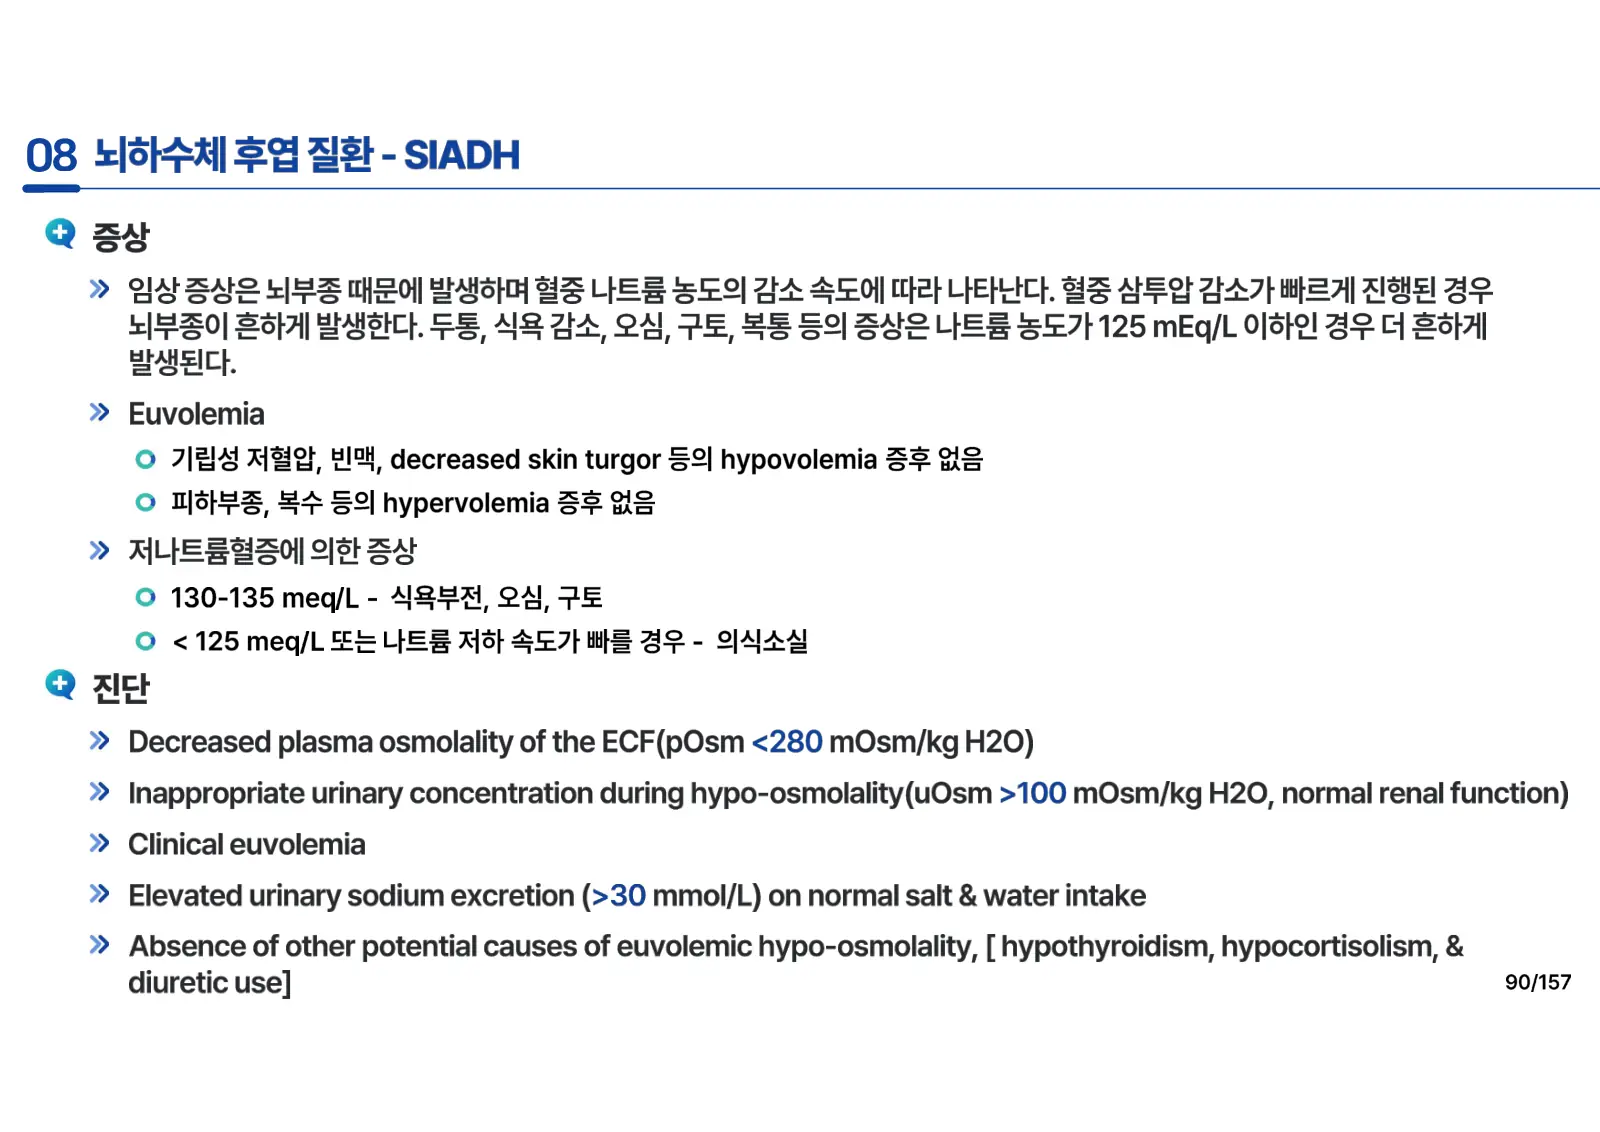 08 뇌하수체 후엽 질환 - SIADH
증상
임상 증상은 뇌부종 때문에 발생하며 혈중 나트륨 농도의 감소 속도에 따라 나타난다. 혈중 삼투압 감소가 빠르게 진행된 경우
뇌부종이 흔하게 발생한다. 두통, 식욕 감소, 오심, 구토, 복통 등의 증상은 나트륨 농도가 125 mEq/L 이하인 경우 더 흔하게
발생된다.
Euvolemia
기립성 저혈압, 빈맥, decreased skin turgor 등의 hypovolemia 증후 없음
피하부종, 복수 등의 hypervolemia 증후 없음
저나트륨혈증에 의한 증상
130-135 meq/L - 식욕부전, 오심, 구토
< 125 meq/L 또는 나트륨 저하 속도가 빠를 경우 - 의식소실
진단
Decreased plasma osmolality of the ECF(pOsm <280 mOsm/kg H2O)
Inappropriate urinary concentration during hypo-osmolality(uOsm >100 mOsm/kg H2O, normal renal function)
Clinical euvolemia
Elevated urinary sodium excretion (>30 mmol/L) on normal salt & water intake
Absence of other potential causes of euvolemic hypo-osmolality, [ hypothyroidism, hypocortisolism, &
diuretic use]
90/157